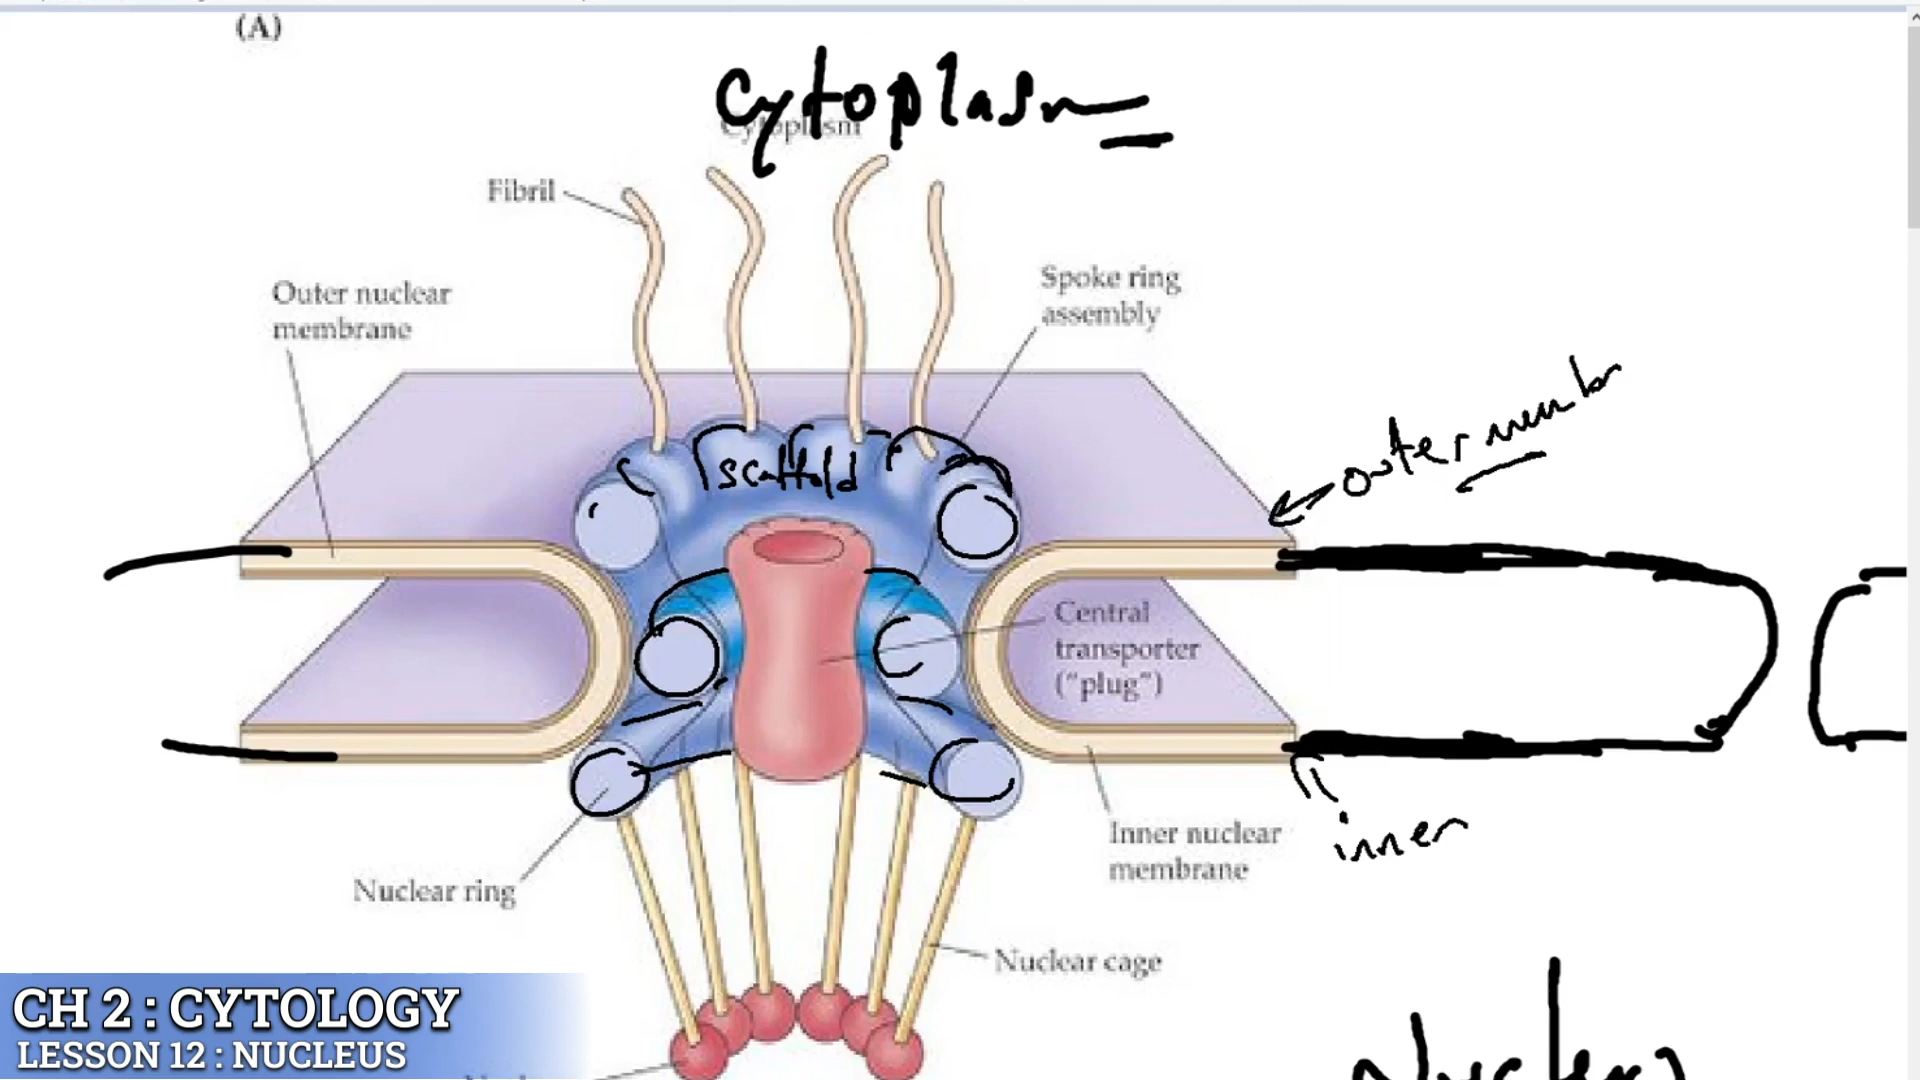 (A)
Cytoplasm
Cytoplasm
Fibril
Spoke ring
assembly
Outer nuclear
membrane
scaffold
outer
Central
transporter
("plug")
inner
Inner nuclear
membrane
Nuclear ring
Nuclear cage
CH 2 : CYTOLOGY
LESSON 12 : NUCLEUS